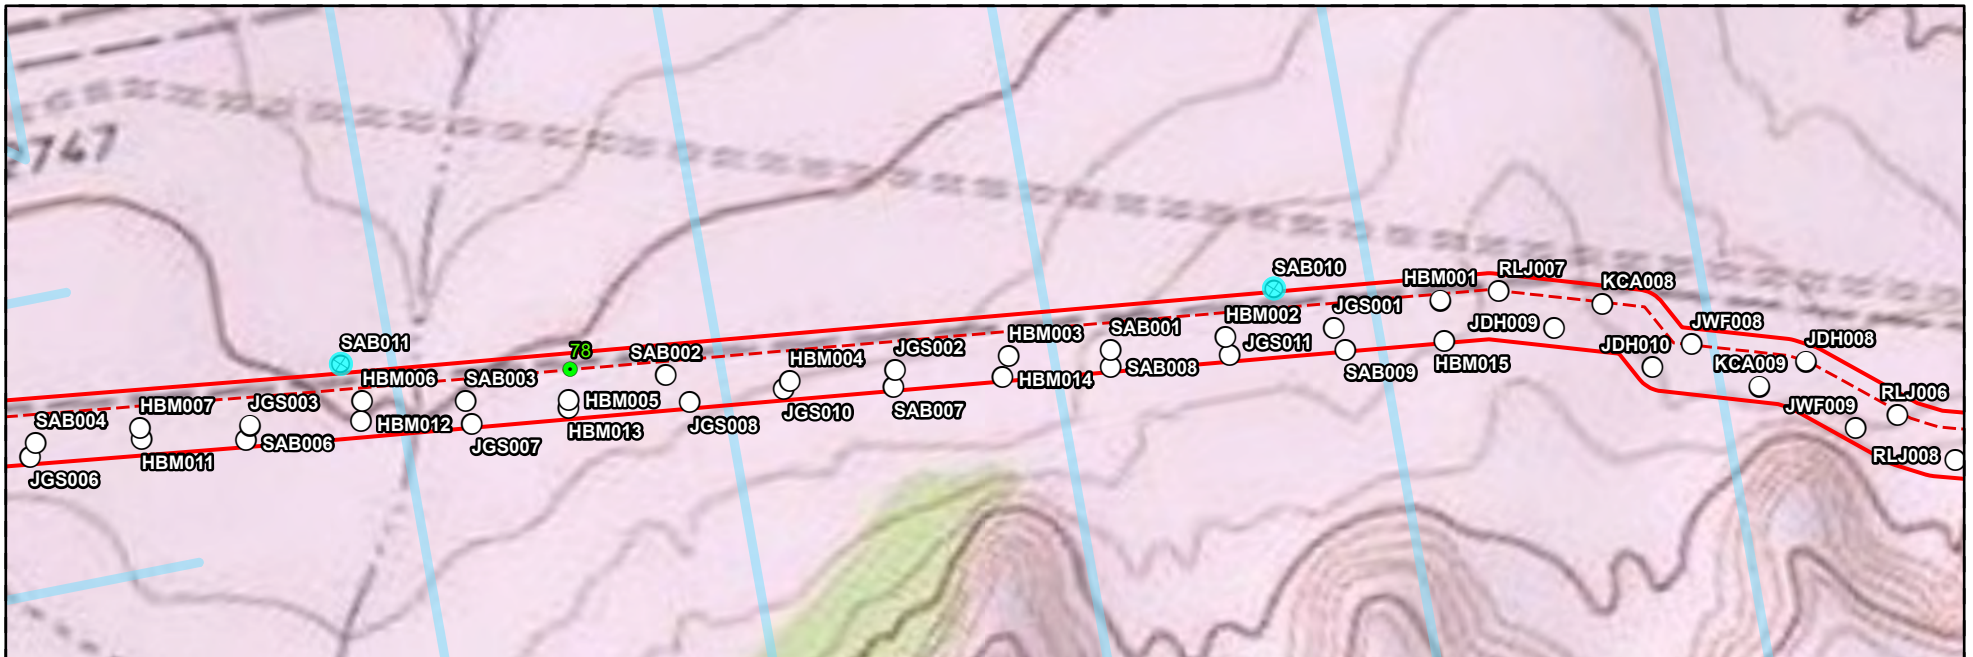 2747
SAB010
HBM001
RLJ007
KCA008
JGS001
HBM002
JWF008
JDH009
SAB001
HBM003
JDH008
SAB011
78
SAB002
JGS002
HBM004
JGS011
JDH010
KCA009
HBM015
SAB008
SAB009
HBM006
SAB003
HBM014
RLJ006
HBM007
JGS003
HBM005
JGS010
SAB007
JWF009
SAB004
HBM012
JGS008
HBM013
SAB006
JGS007
HBM011
RLJ008
JGS006